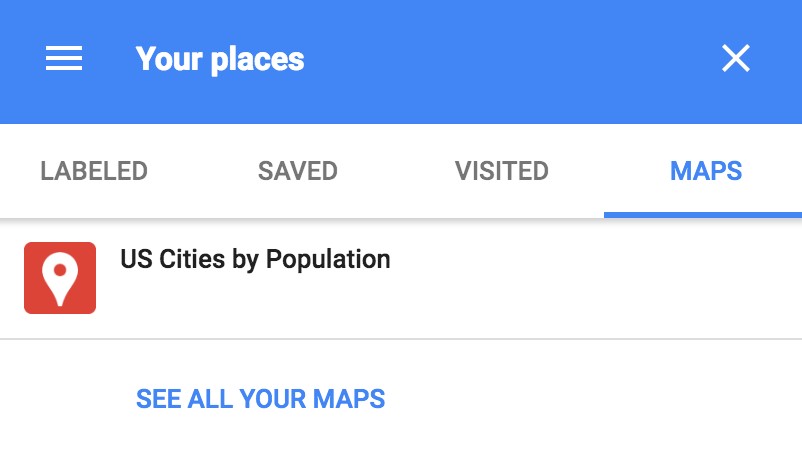 Your places
LABELED SAVED VISITED MAPS
US Cities by Population
SEE ALL YOUR MAPS